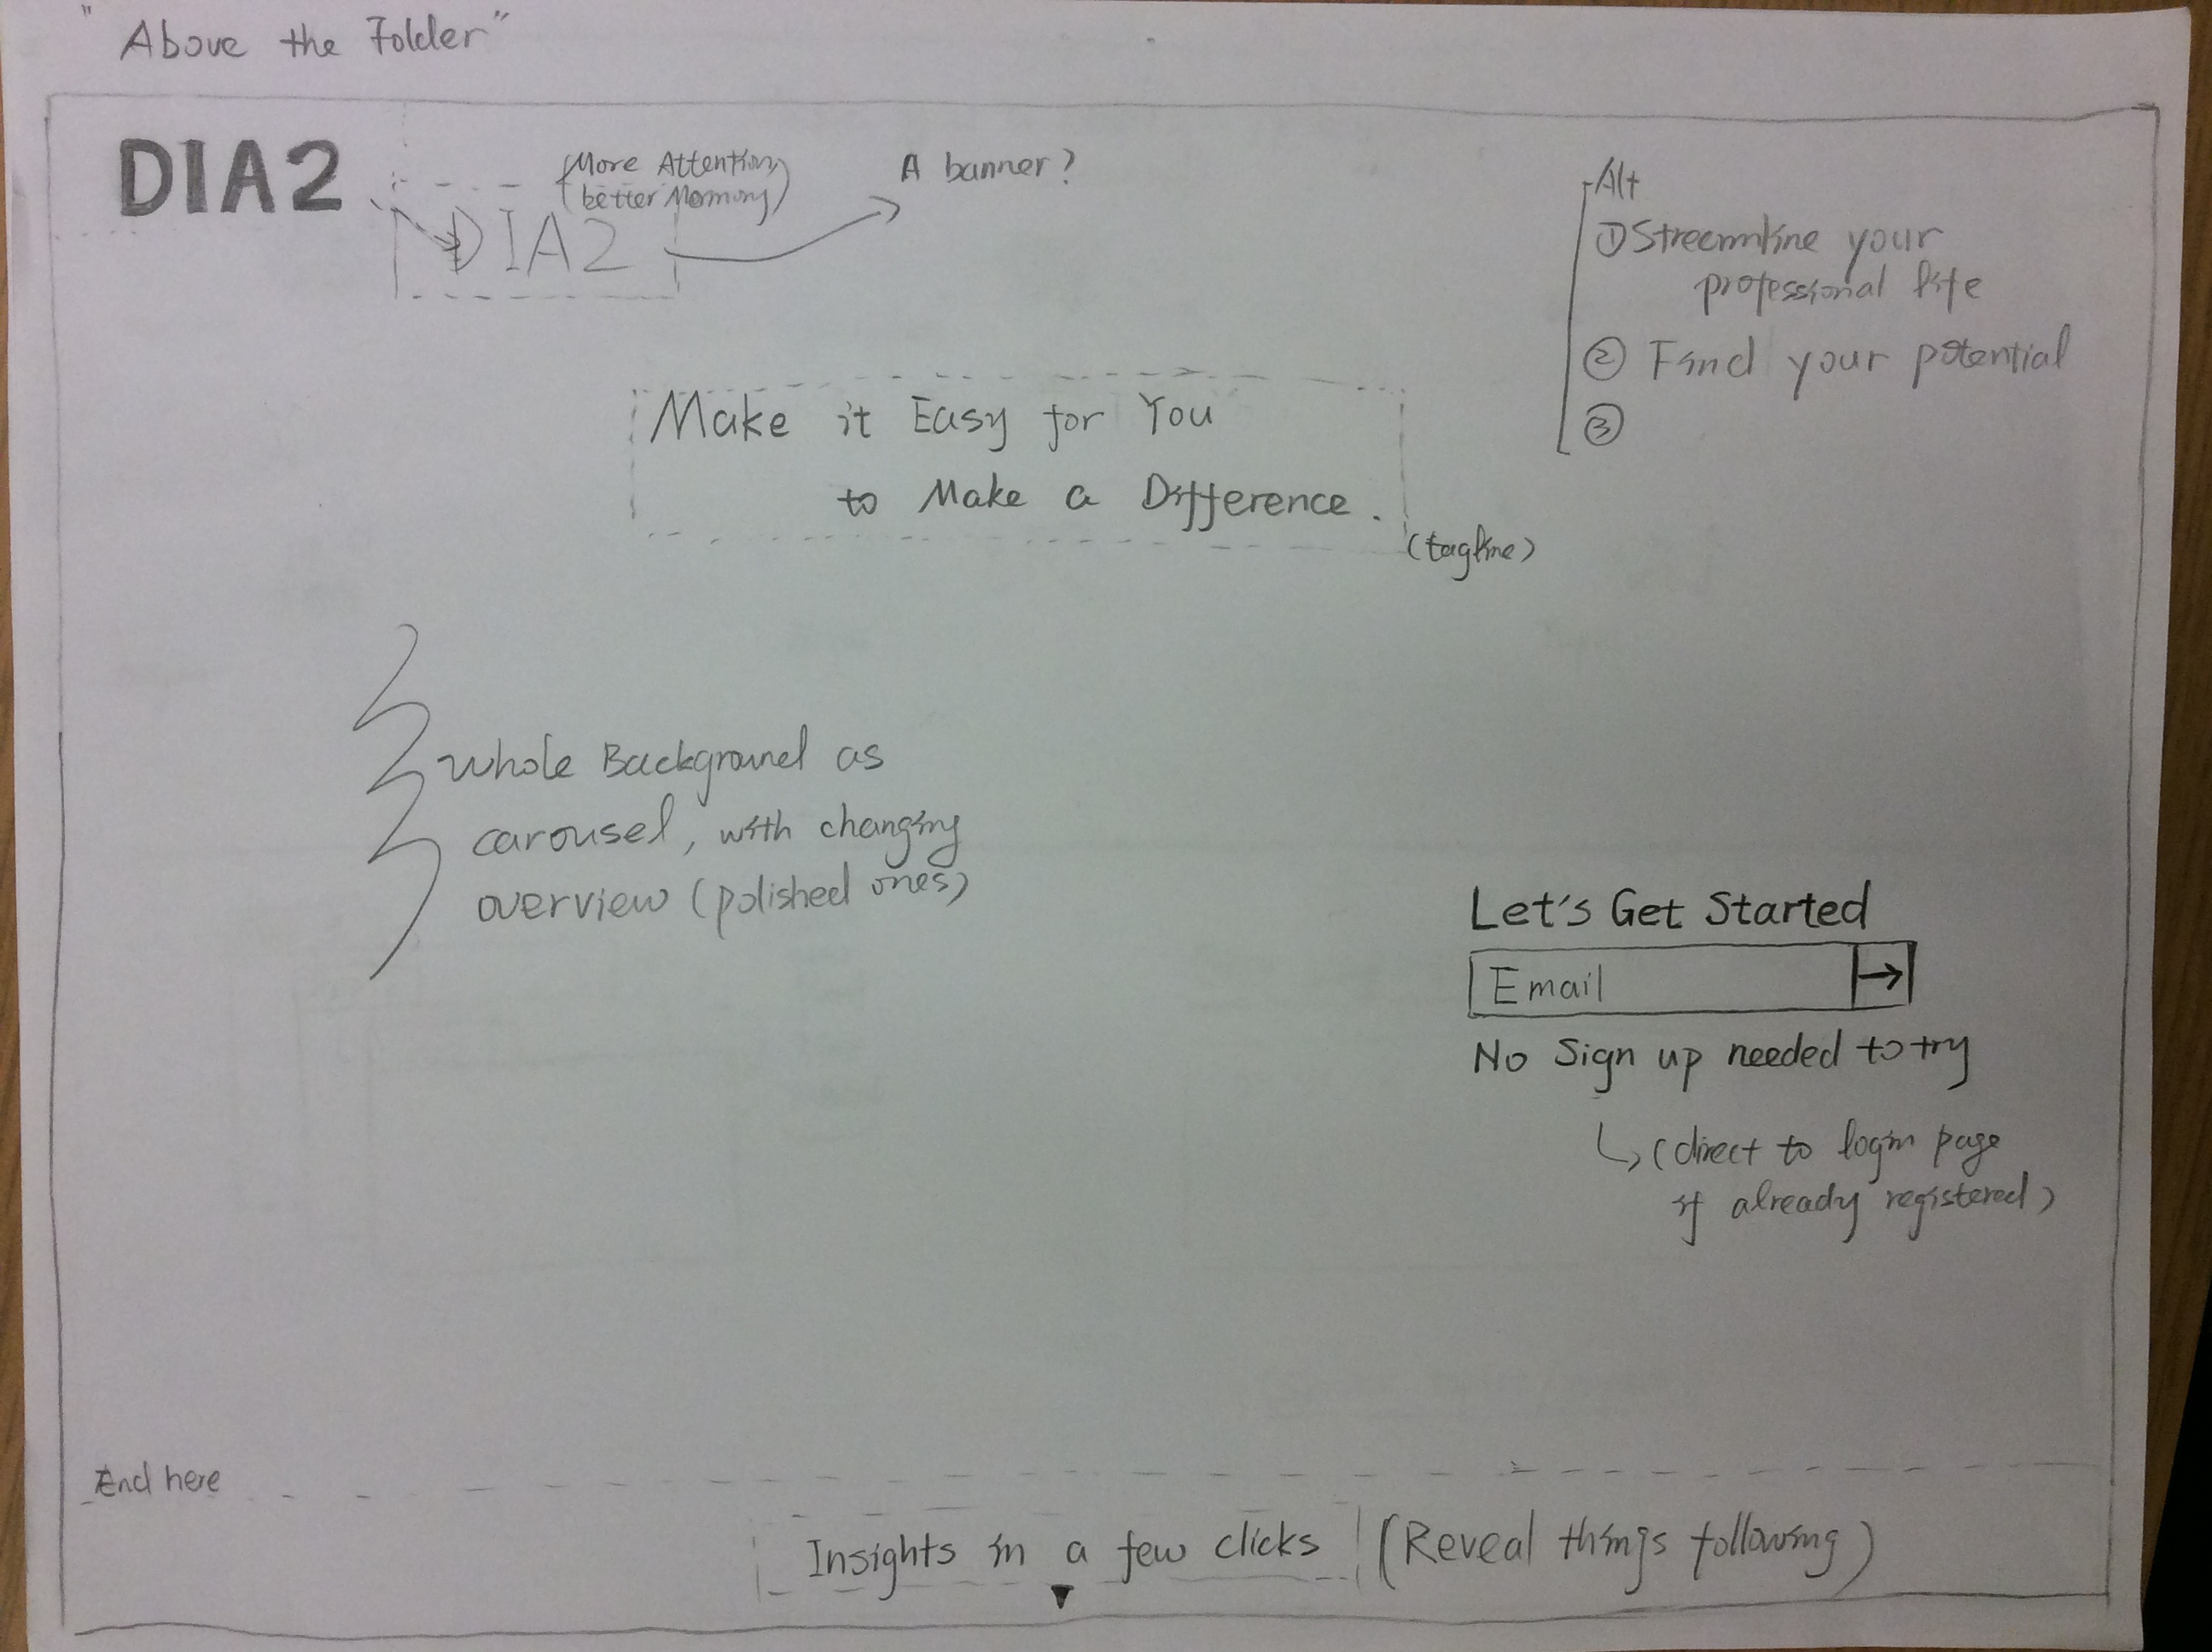 "Above the Folder"
DIA2
DIA2
(More Attention,
better Mormory)
A banner?
Alt
① Streemline your
professional life
② Find your potential
③
Make it Easy for You
to Make a Difference.
(tagline)
whole Background as
carousel, with changing
overview (polished ones)
Let's Get Started
Email →
No Sign up needed to try
↳ (direct to login page
if already registered)
End here
Insights in a few clicks (Reveal things following)
▼